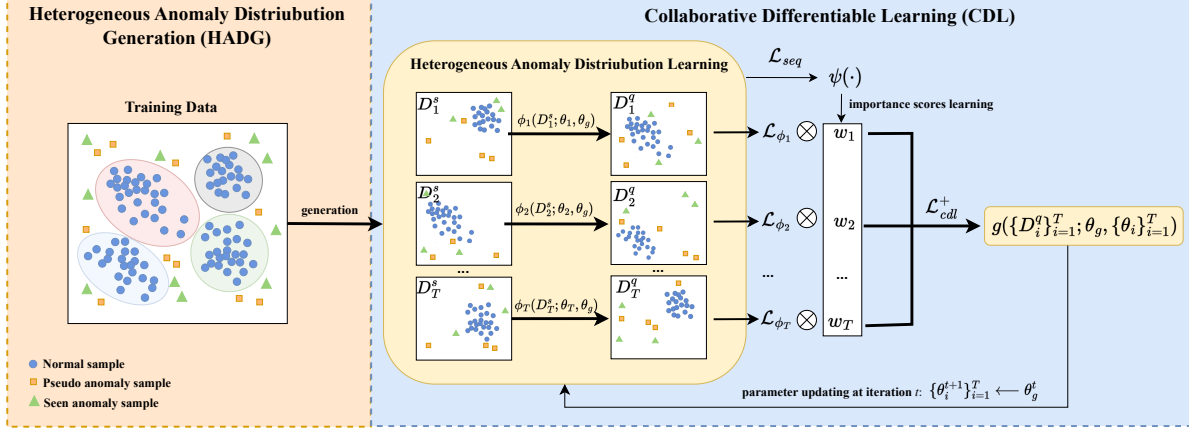 Heterogeneous Anomaly Distriubution
Generation (HADG)
Training Data
Normal sample
Pseudo anomaly sample
Seen anomaly sample
generation
Collaborative Differentiable Learning (CDL)
Heterogeneous Anomaly Distriubution Learning
D_1^s
ϕ_1(D_1^s; θ_1, θ_g)
D_1^q
D_2^s
ϕ_2(D_2^s; θ_2, θ_g)
D_2^q
...
...
D_T^s
ϕ_T(D_T^s; θ_T, θ_g)
D_T^q
ℒ_seq
ψ(·)
importance scores learning
ℒ_ϕ_1 ⊗ w_1
ℒ_ϕ_2 ⊗ w_2
... ...
ℒ_ϕ_T ⊗ w_T
ℒ_cdl^+
g({D_i^q}_{i=1}^T; θ_g, {θ_i}_{i=1}^T)
parameter updating at iteration t: {θ_i^{t+1}}_{i=1}^T ⟵ θ_g^t